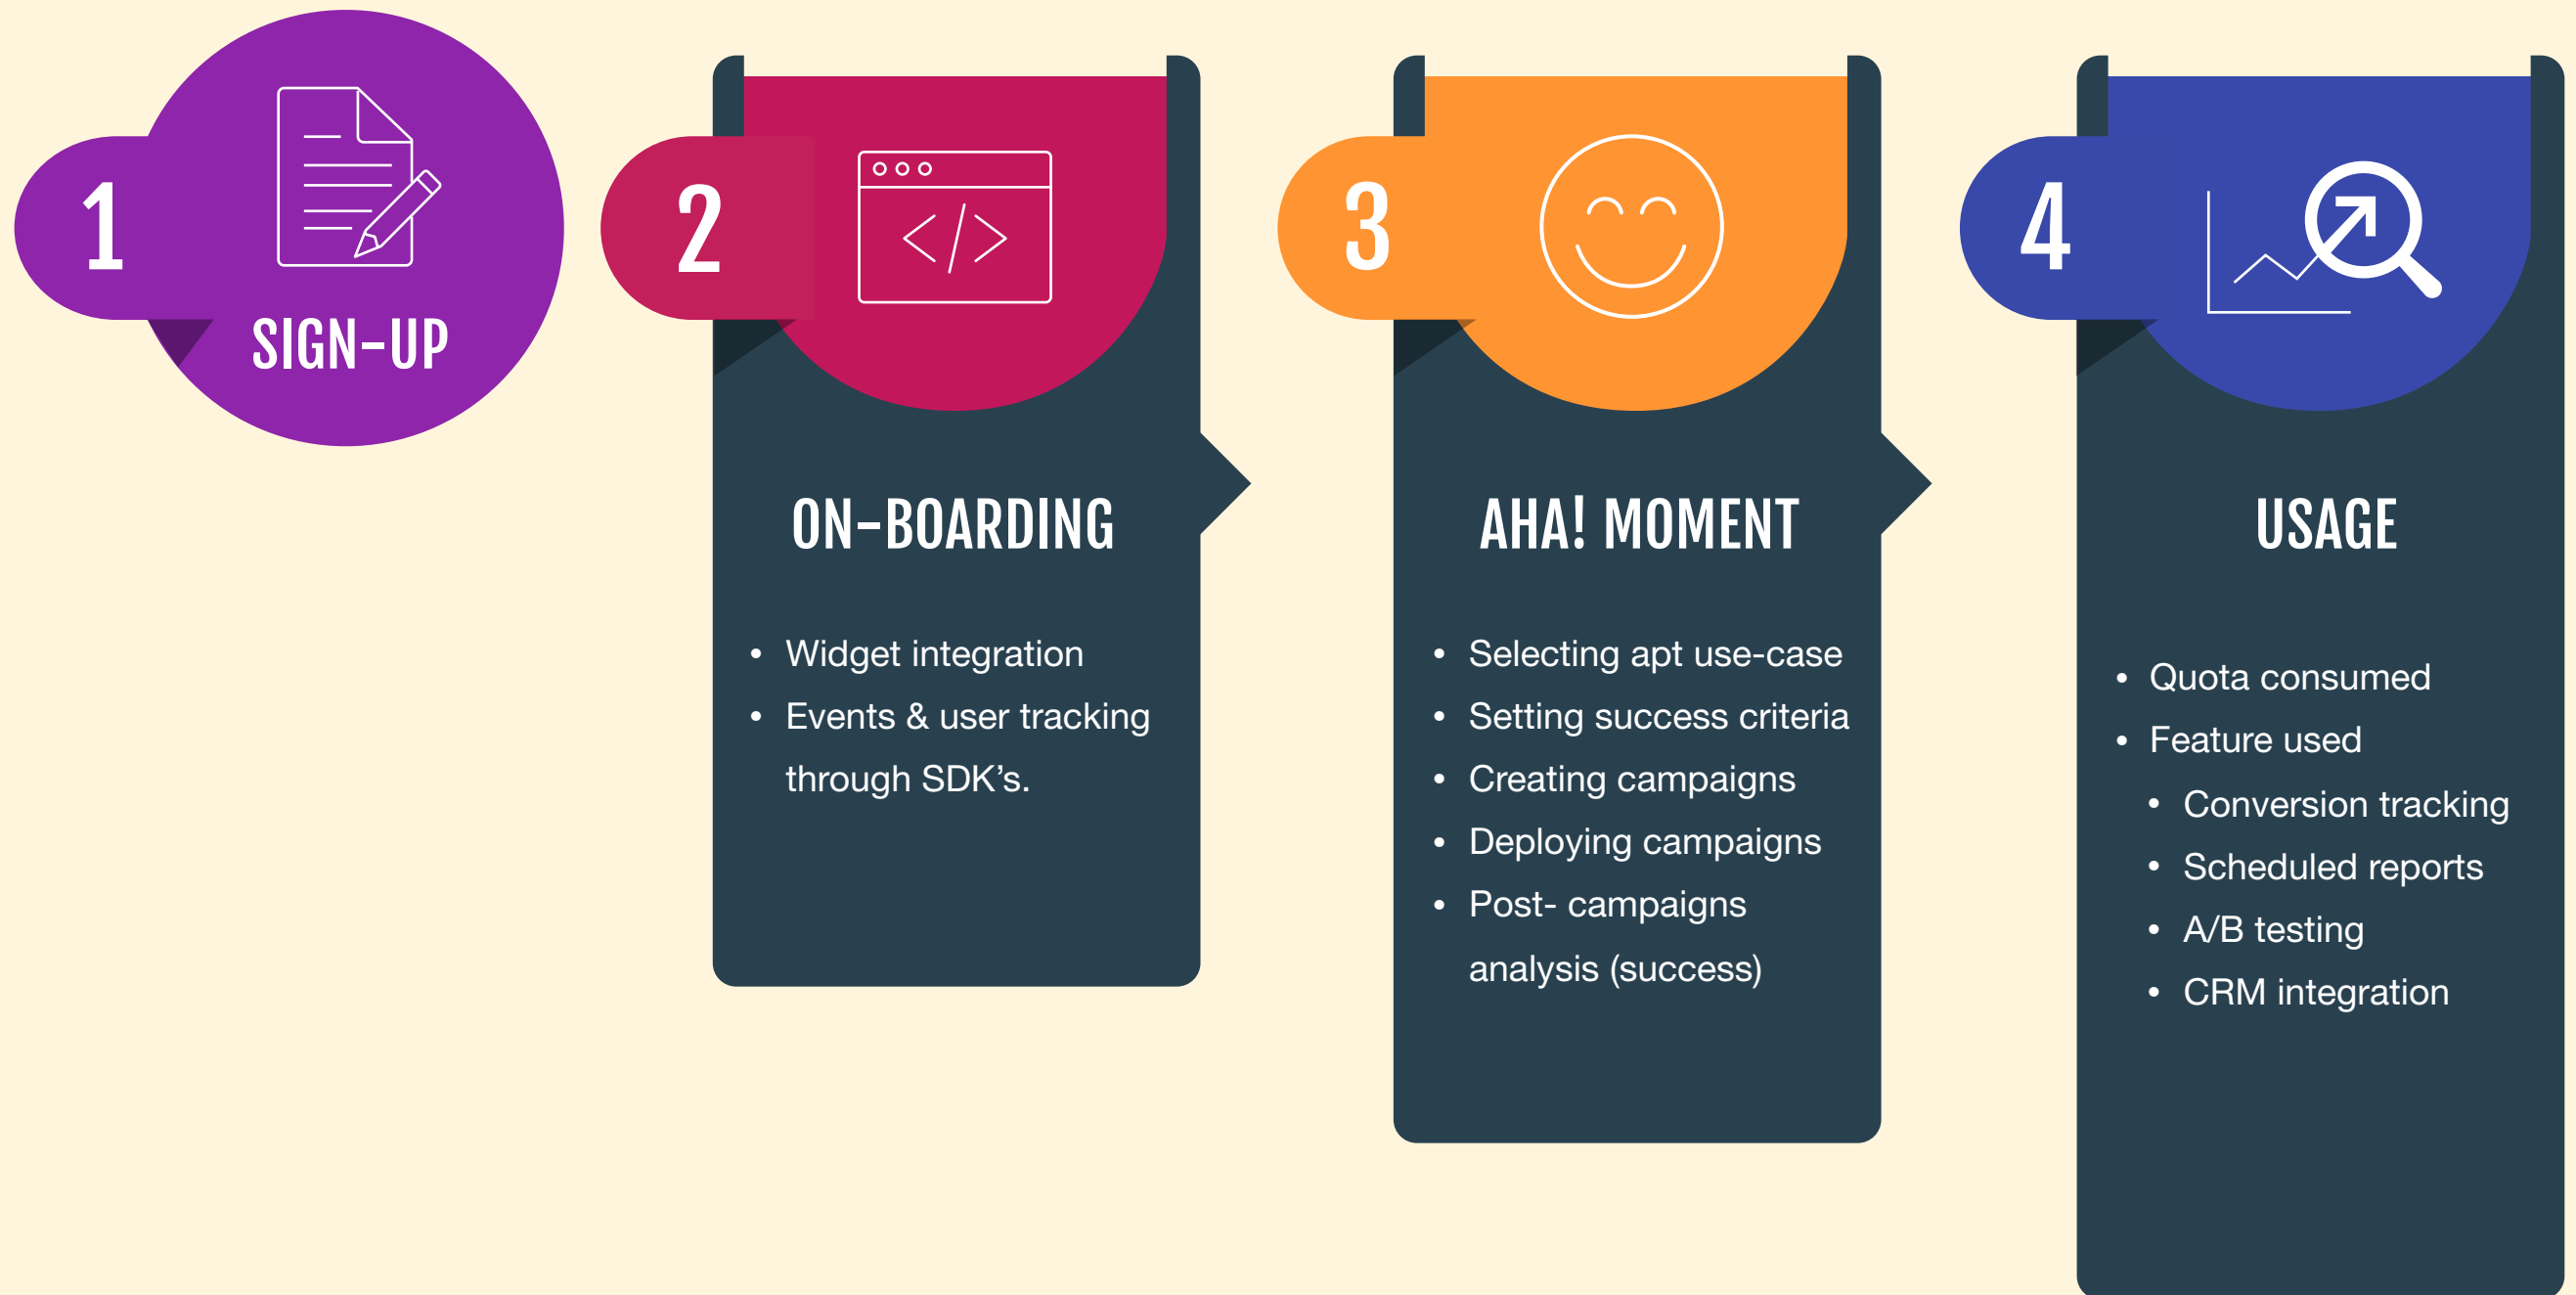 1
SIGN-UP
2
ON-BOARDING
• Widget integration
• Events & user tracking
through SDK’s.
3
AHA! MOMENT
• Selecting apt use-case
• Setting success criteria
• Creating campaigns
• Deploying campaigns
• Post- campaigns
analysis (success)
4
USAGE
• Quota consumed
• Feature used
• Conversion tracking
• Scheduled reports
• A/B testing
• CRM integration